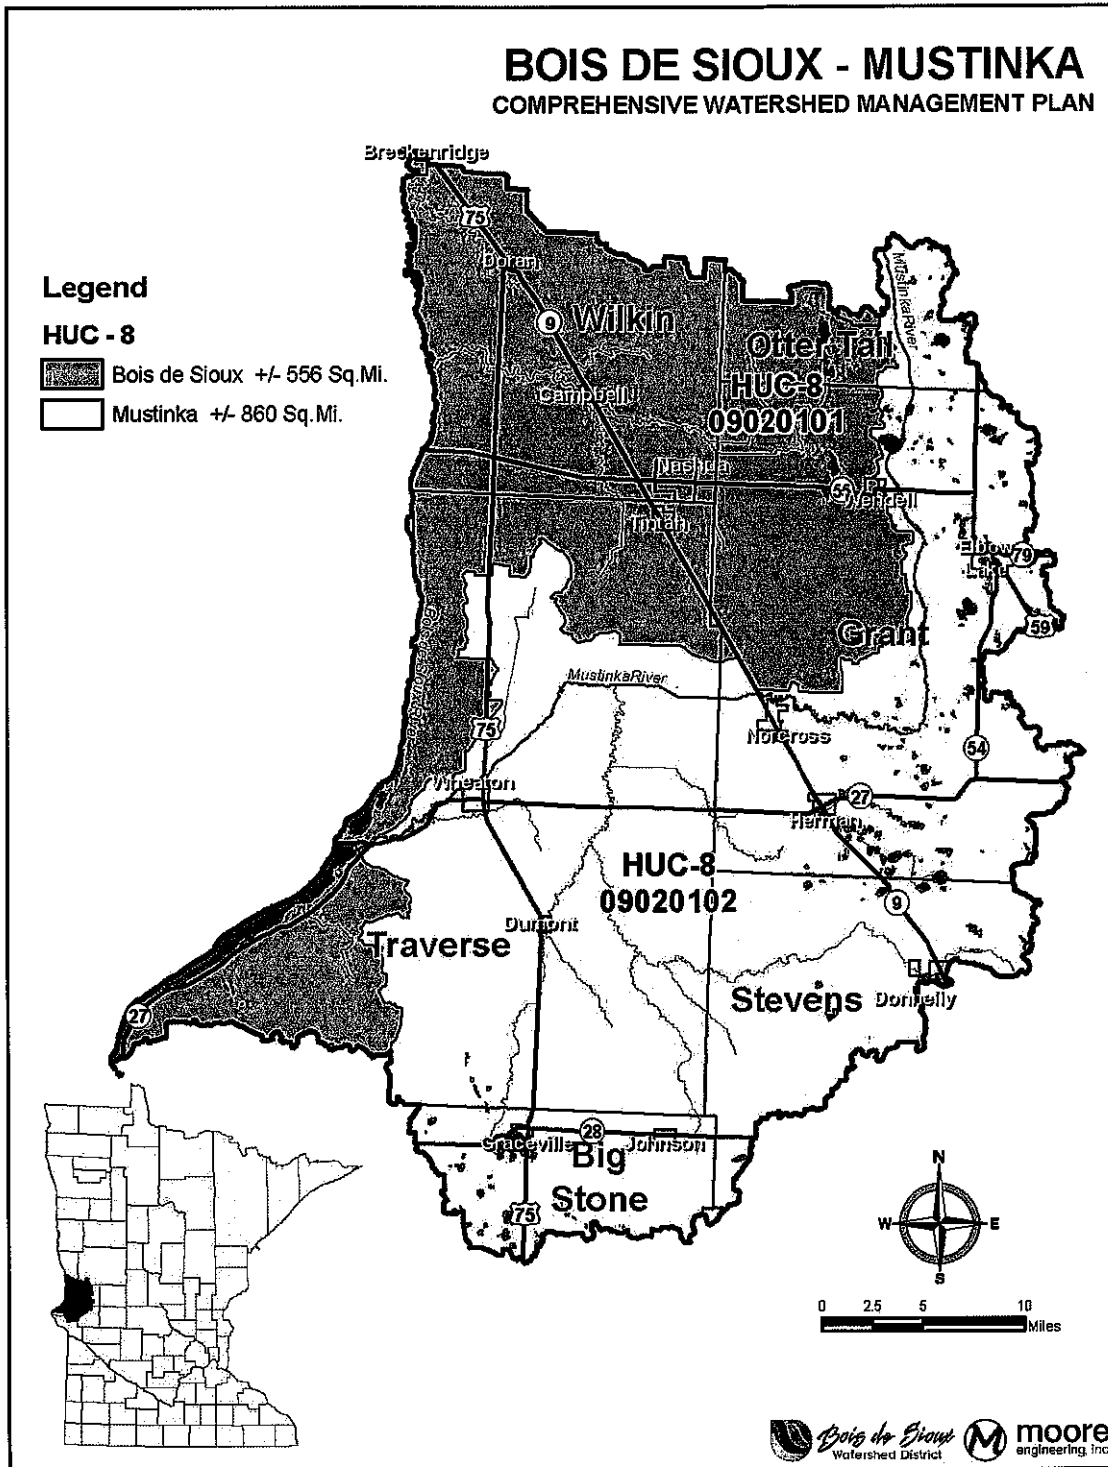 BOIS DE SIOUX - MUSTINKA
COMPREHENSIVE WATERSHED MANAGEMENT PLAN
Breckenridge
75
Doran
Mustinka River
Legend
HUC - 8
Bois de Sioux +/- 556 Sq.Mi.
Mustinka +/- 860 Sq.Mi.
9
Wilkin
Otter Tail
HUC-8
09020101
Campbell
Nashua
55
Wendell
Tintah
Elbow
Lake
79
59
Grant
Mustinka River
75
Norcross
54
Wheaton
27
Herman
HUC-8
09020102
9
Dumont
Traverse
Stevens
Donnelly
27
Graceville
28
Johnson
Big
Stone
75
N
W
E
S
0 2.5 5 10
Miles
Bois de Sioux
Watershed District
moore
engineering, inc